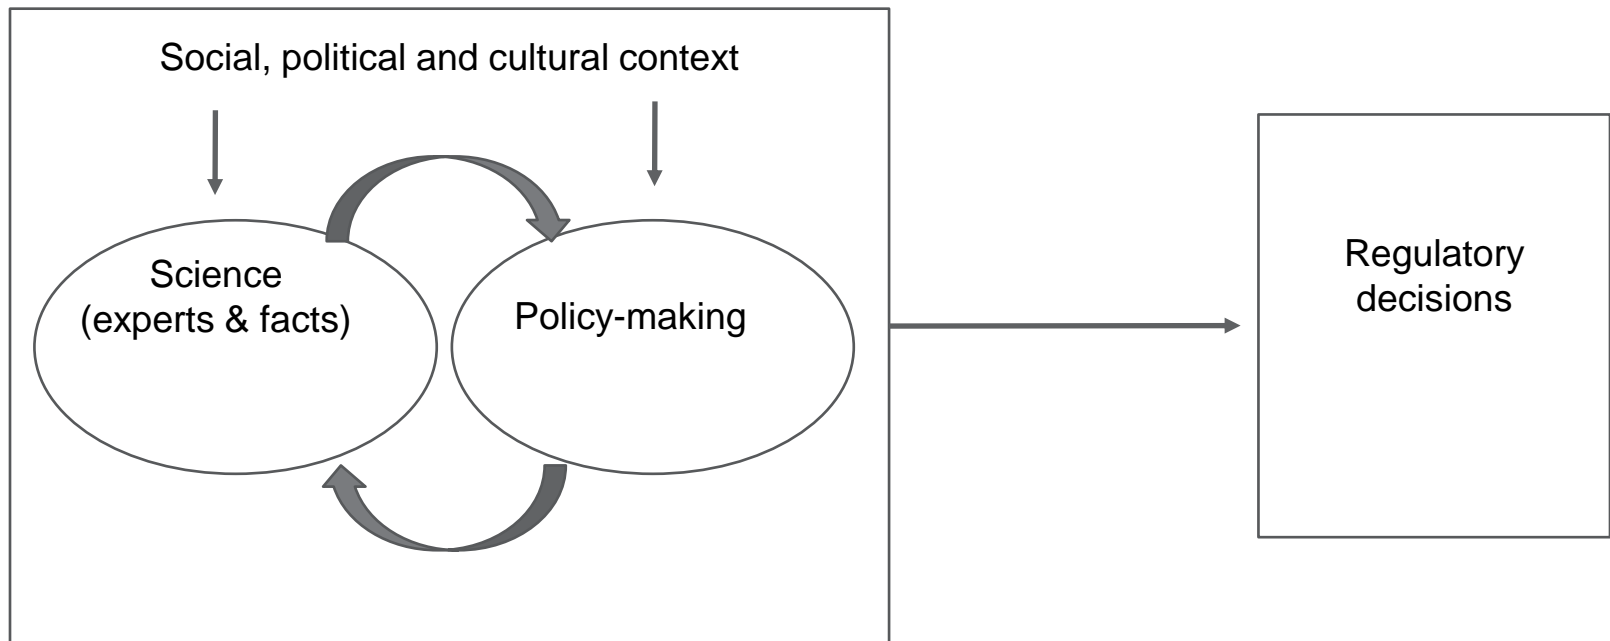 Social, political and cultural context
Science
(experts & facts)
Policy-making
Regulatory
decisions